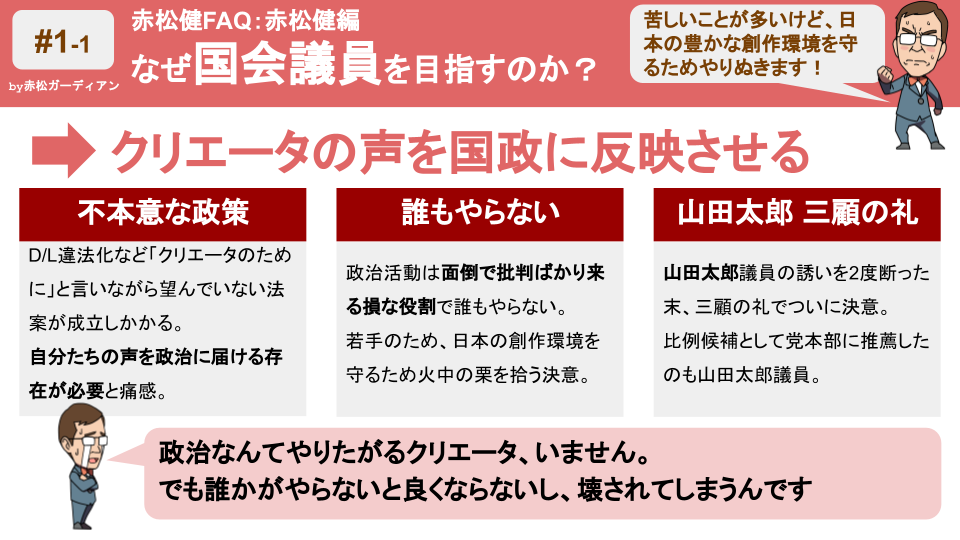 #1-1
by赤松ガーディアン
赤松健FAQ：赤松健編
なぜ国会議員を目指すのか？
苦しいことが多いけど、日
本の豊かな創作環境を守
るためやりぬきます！
クリエータの声を国政に反映させる
不本意な政策
D/L違法化など「クリエータのため
に」と言いながら望んでいない法
案が成立しかかる。
自分たちの声を政治に届ける存
在が必要と痛感。
誰もやらない
政治活動は面倒で批判ばかり来
る損な役割で誰もやらない。
若手のため、日本の創作環境を
守るため火中の栗を拾う決意。
山田太郎 三顧の礼
山田太郎議員の誘いを2度断った
末、三顧の礼でついに決意。
比例候補として党本部に推薦した
のも山田太郎議員。
政治なんてやりたがるクリエータ、いません。
でも誰かがやらないと良くならないし、壊されてしまうんです